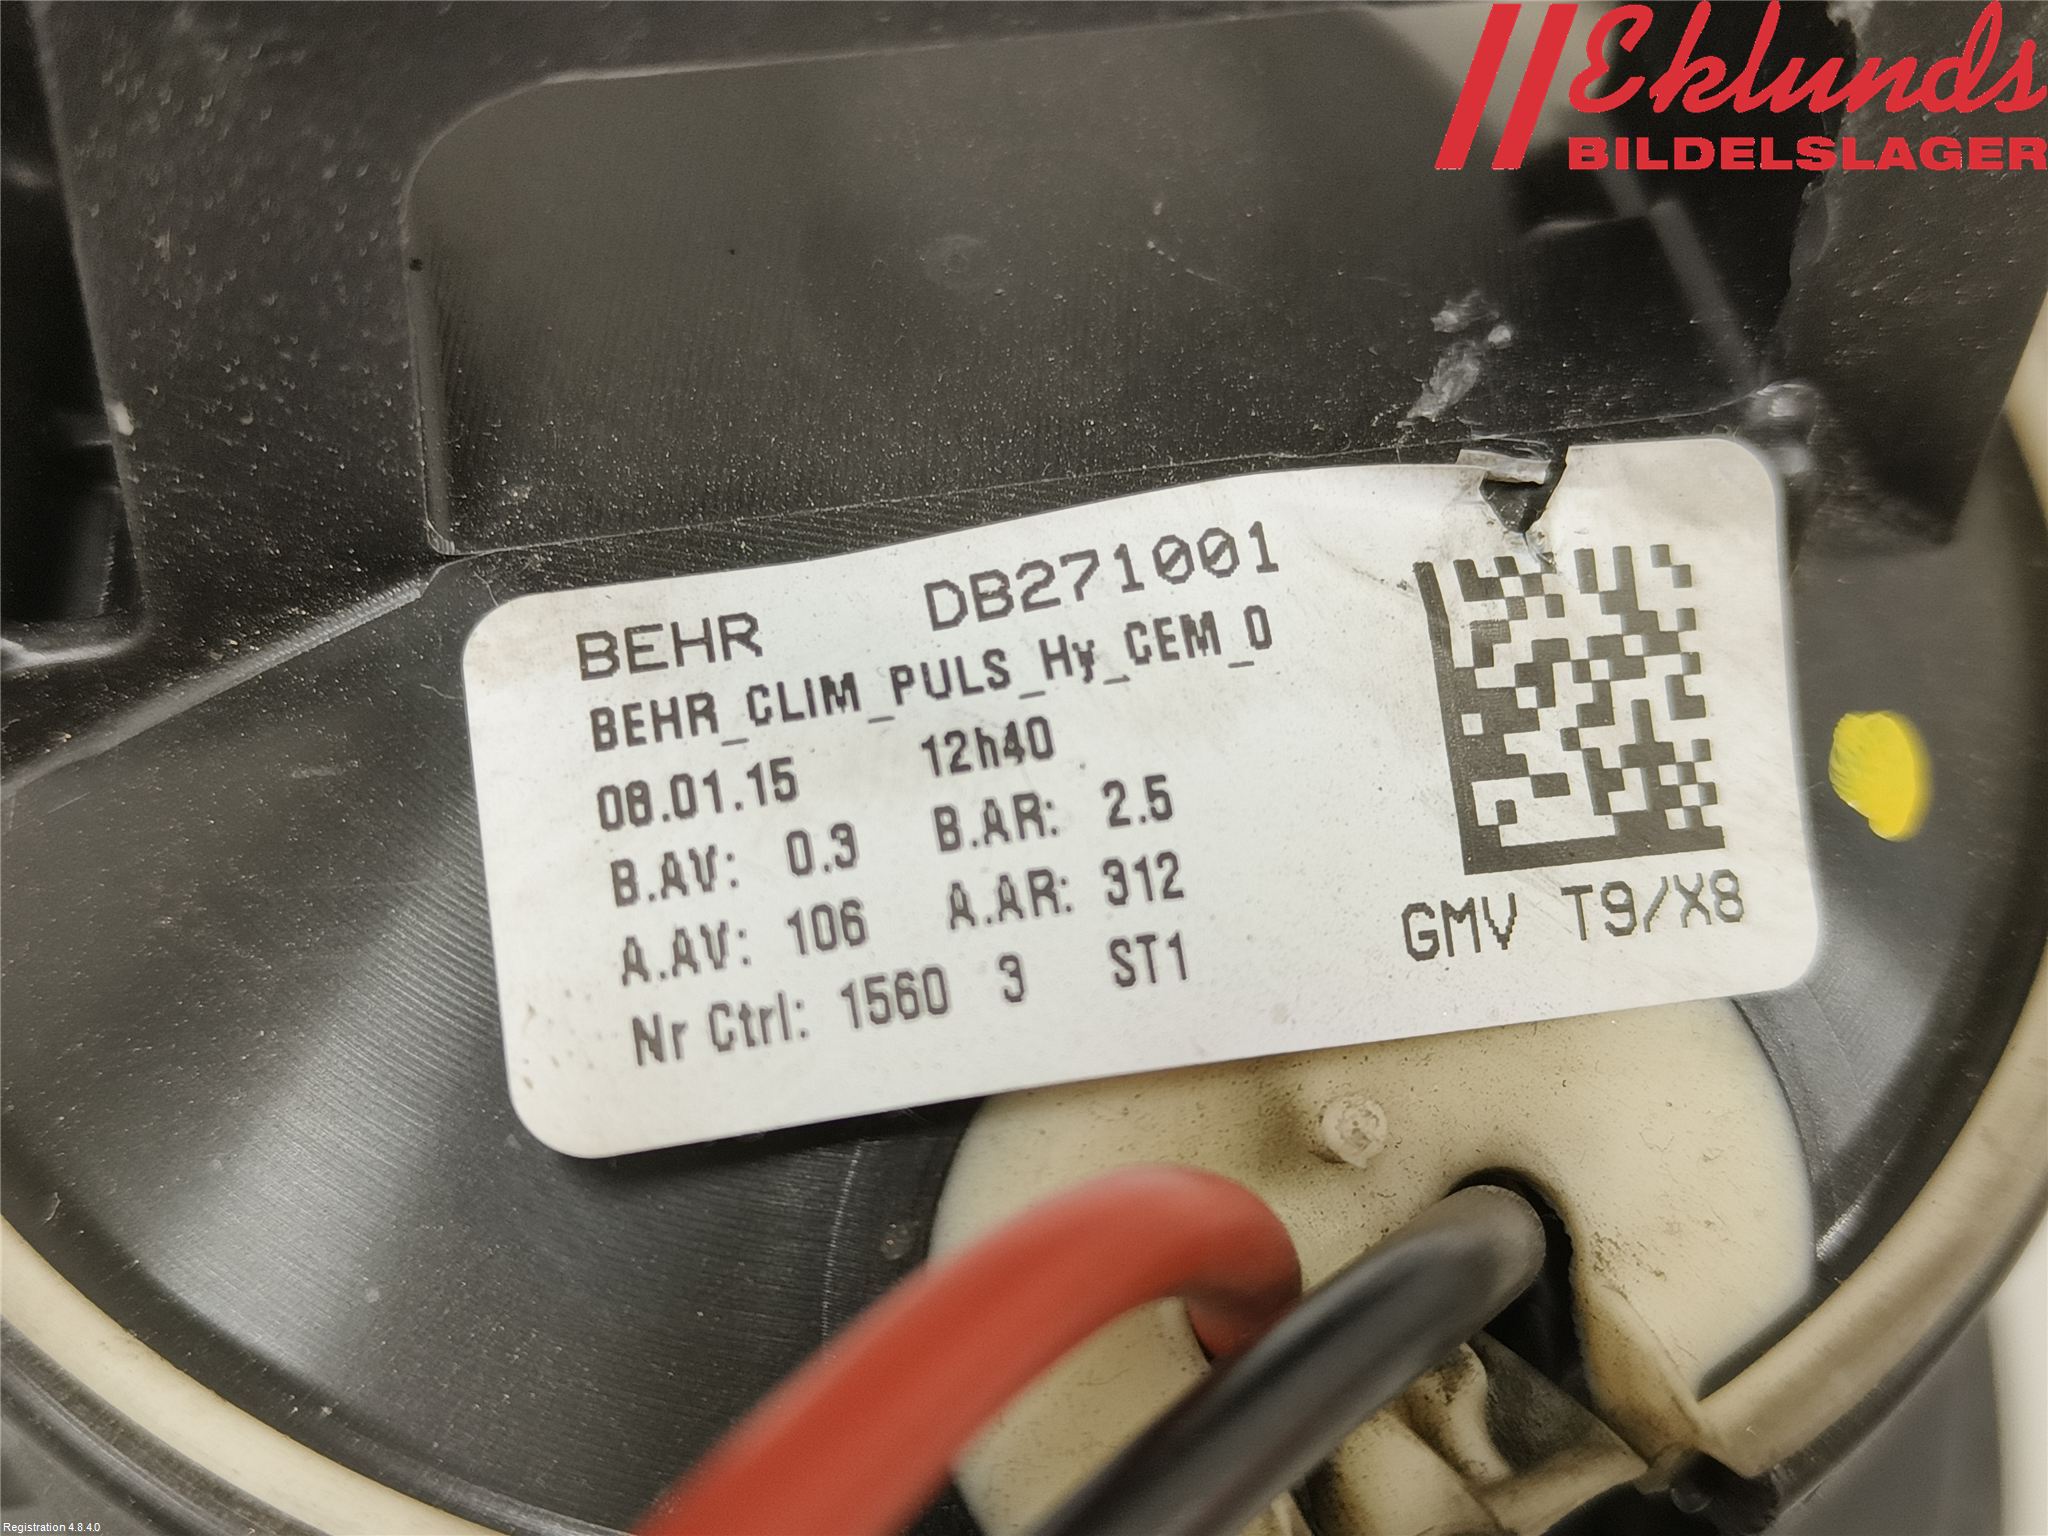 Eklunds
BILDELSLAGER
BEHR DB271001
BEHR_CLIM_PULS_Hy_CEM_0
08.01.15 12h40
B.AV: 0.3 B.AR: 2.5
A.AV: 106 A.AR: 312
Nr Ctrl: 1560 3 ST1
GMV T9/X8
Registration 4.8.4.0